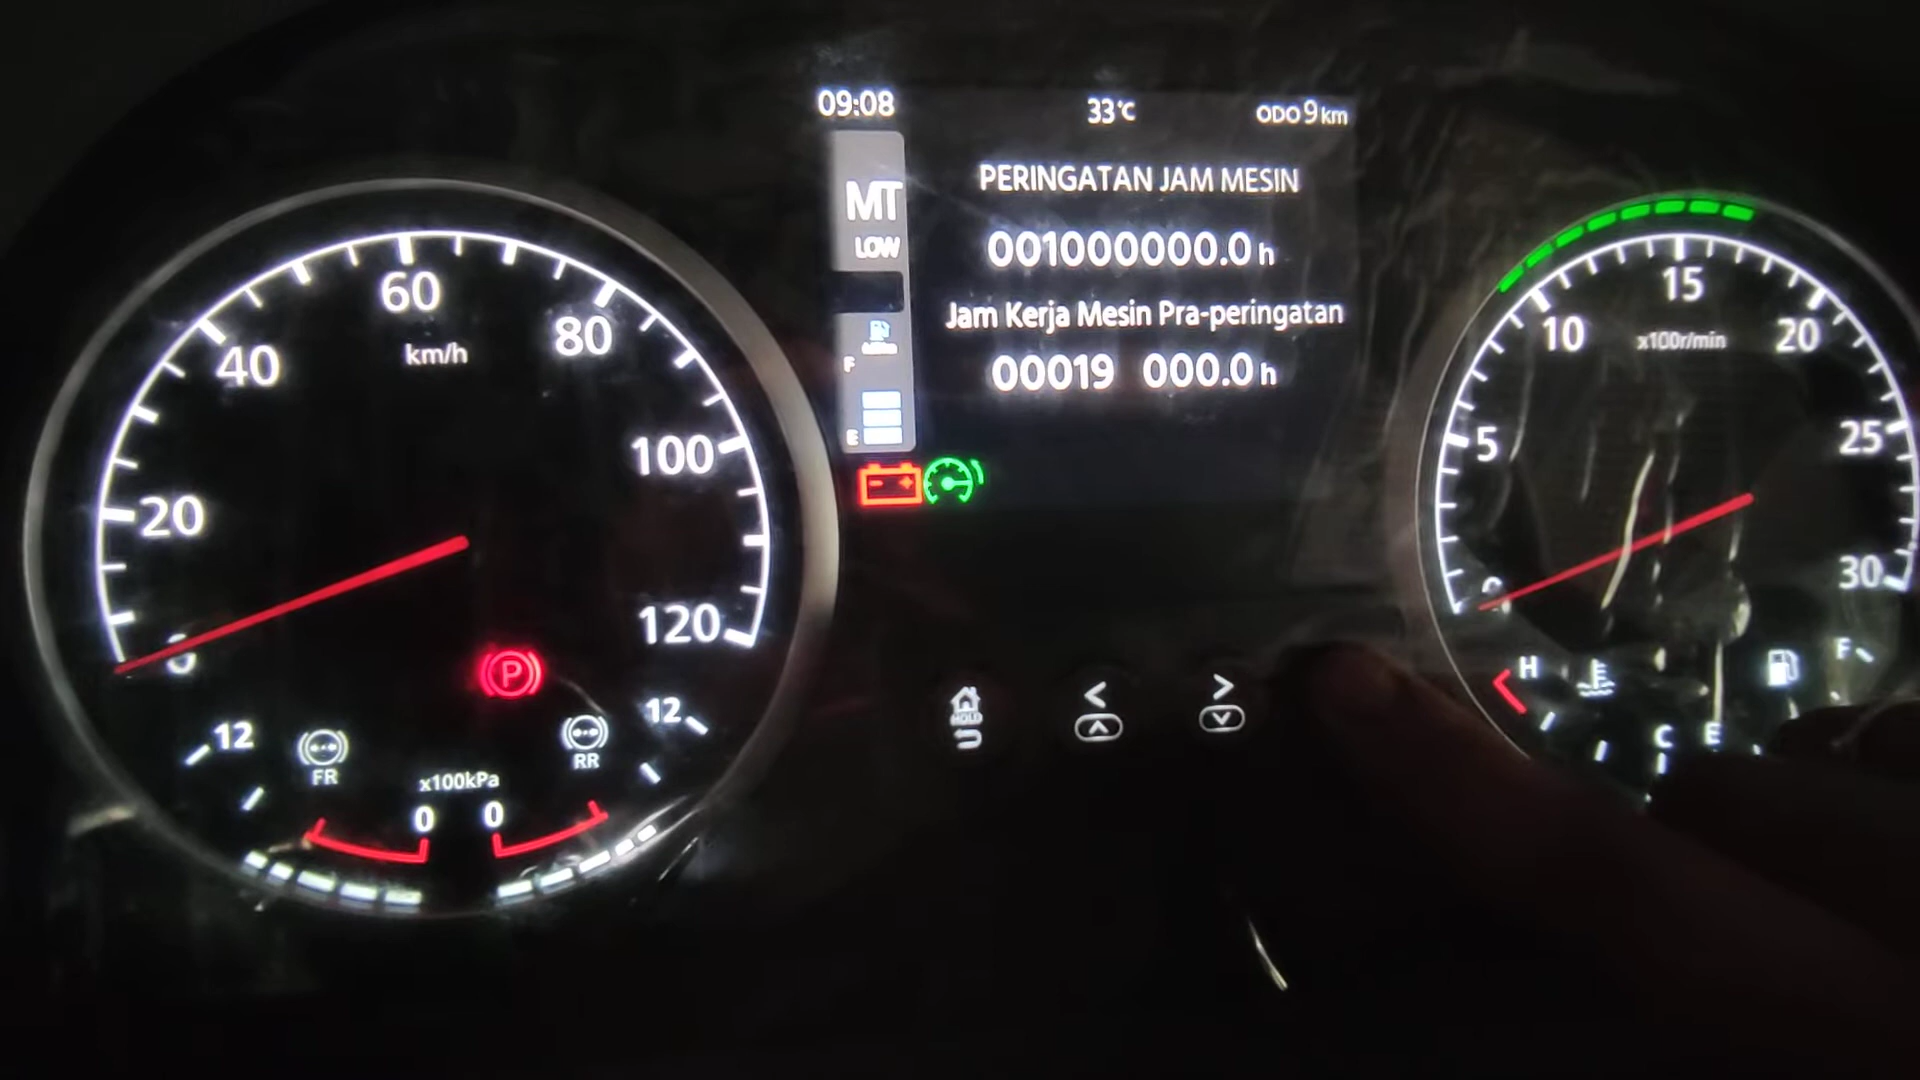 09:08
33℃
ODO 9 km
MT
LOW
F
E
PERINGATAN JAM MESIN
001000000.0 h
Jam Kerja Mesin Pra-peringatan
00019 000.0 h
0
20
40
60
80
100
120
km/h
P
12
FR
x100kPa
0
0
RR
12
HOLD
0
5
10
15
20
25
30
x100r/min
H
C
E
F